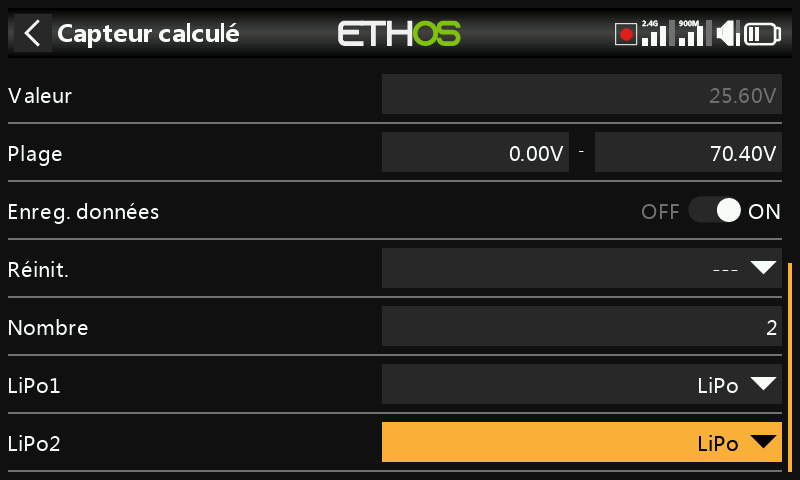 Capteur calculé ETHOS 2.4G 900M
Valeur 25.60V
Plage 0.00V - 70.40V
Enreg. données OFF ON
Réinit. ---
Nombre 2
LiPo1 LiPo
LiPo2 LiPo